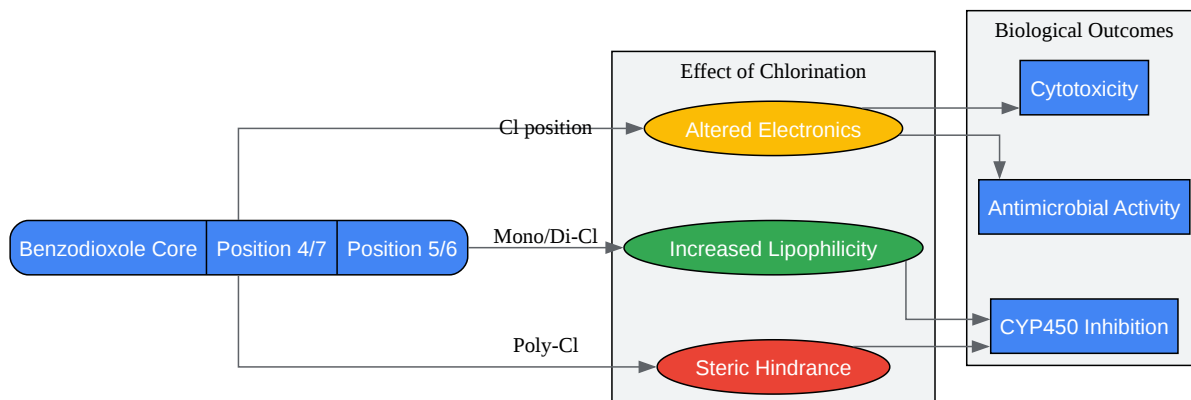 Biological Outcomes
Effect of Chlorination
Cytotoxicity
Cl position
Altered Electronics
Antimicrobial Activity
Benzodioxole Core
Position 4/7
Position 5/6
Mono/Di-Cl
Increased Lipophilicity
CYP450 Inhibition
Poly-Cl
Steric Hindrance